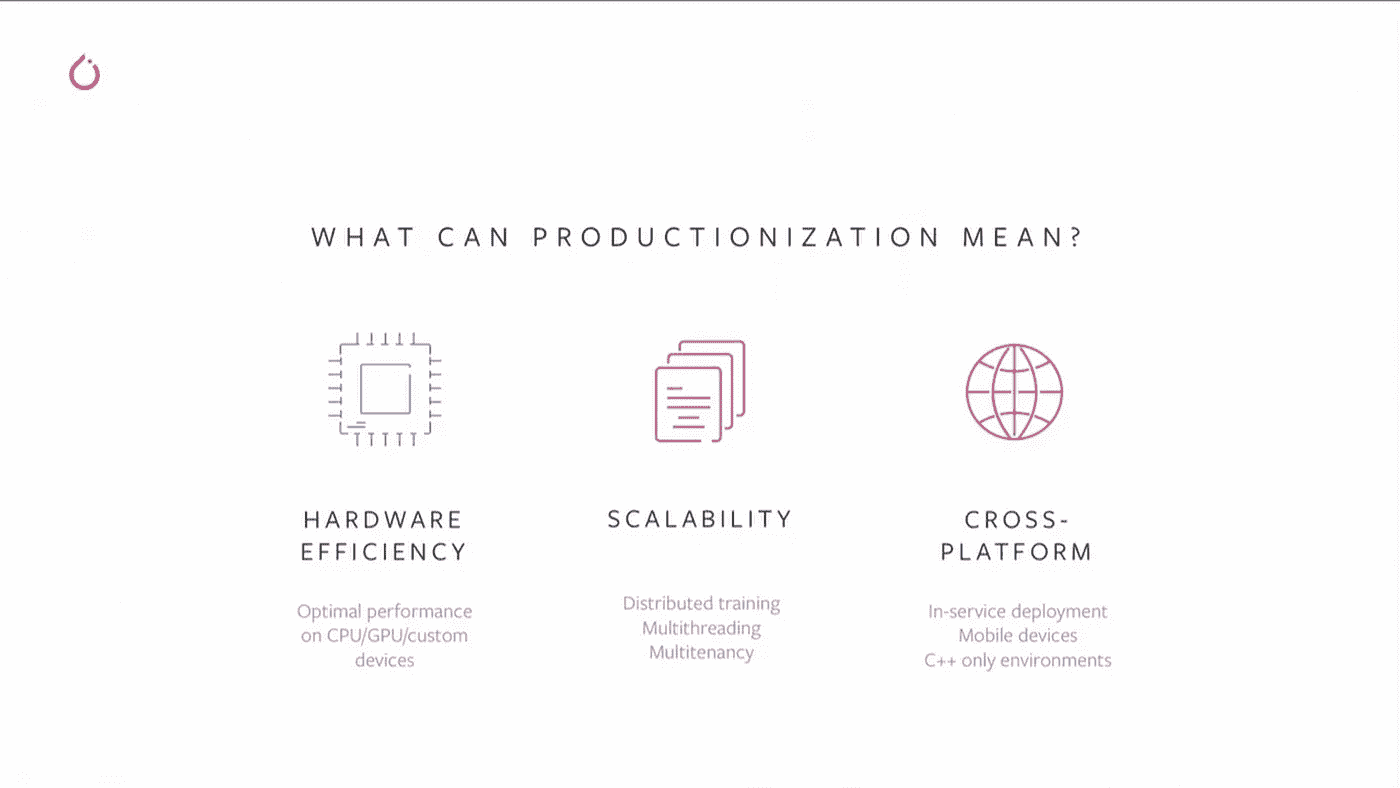 WHAT CAN PRODUCTIONIZATION MEAN?
HARDWARE
EFFICIENCY
Optimal performance
on CPU/GPU/custom
devices
SCALABILITY
Distributed training
Multithreading
Multitenancy
CROSS-
PLATFORM
In-service deployment
Mobile devices
C++ only environments